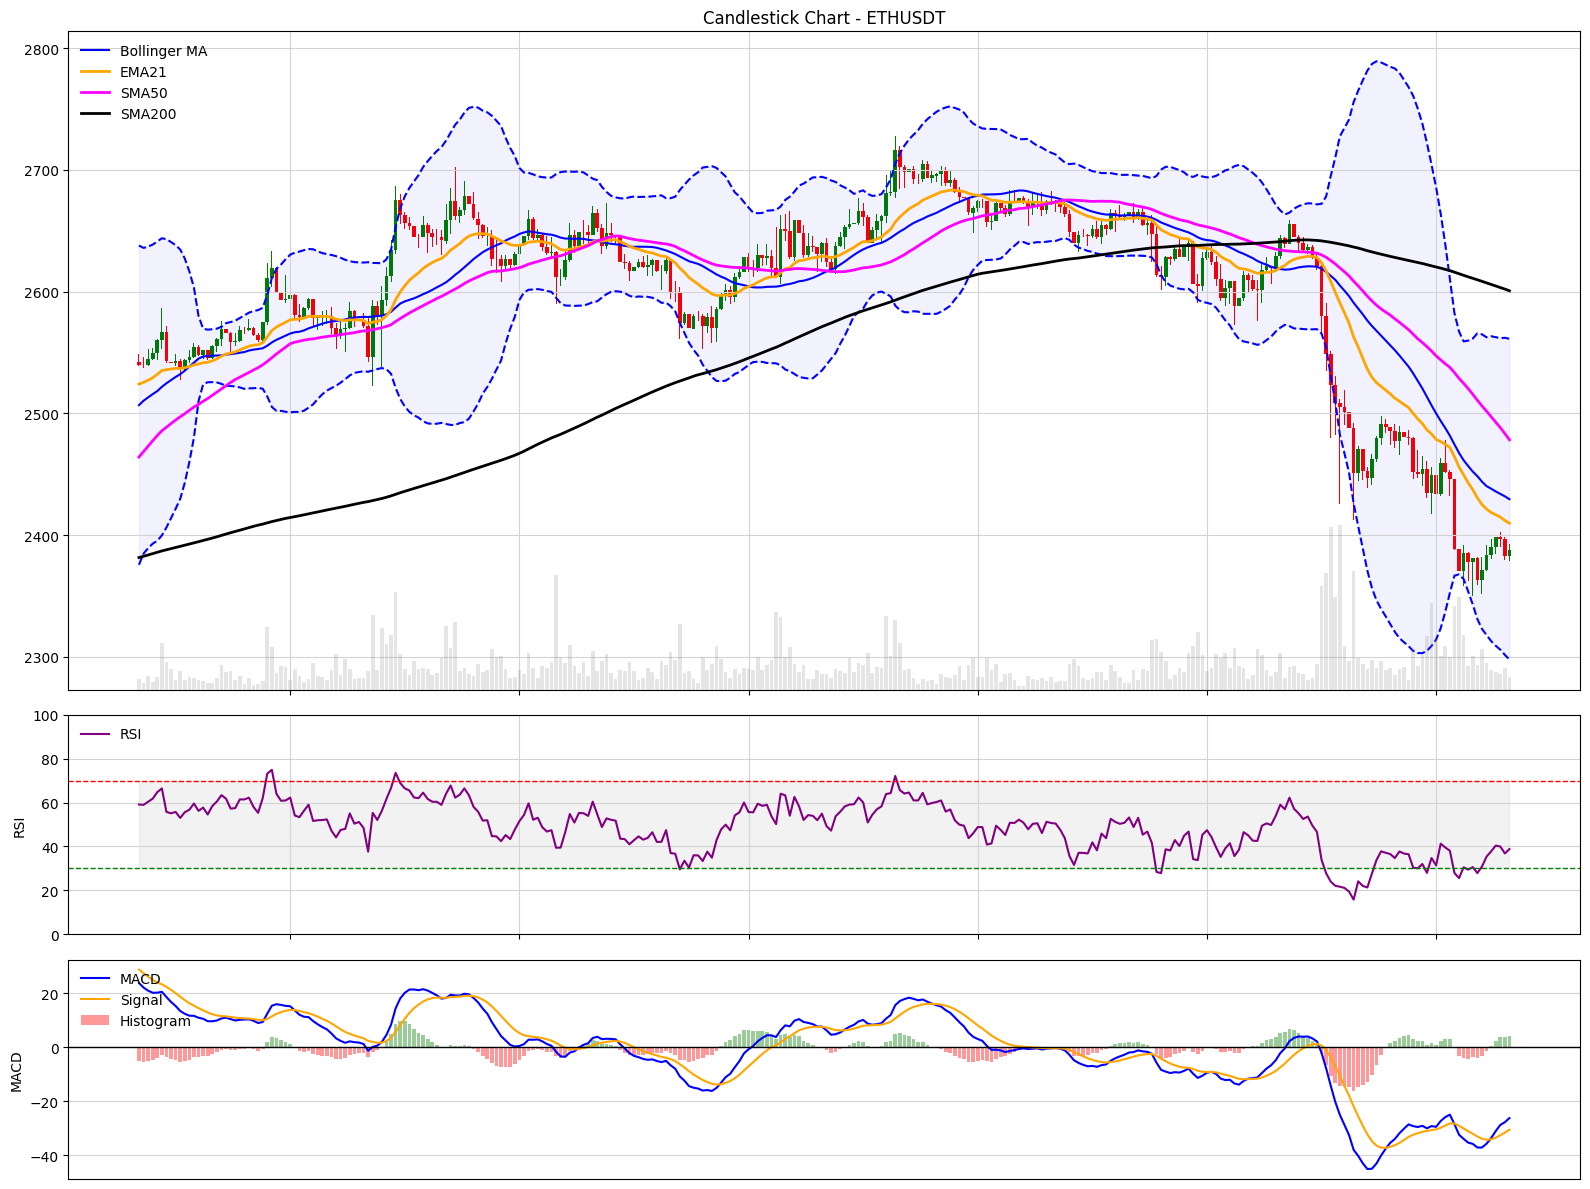 Candlestick Chart - ETHUSDT
Bollinger MA
EMA21
SMA50
SMA200
2800
2700
2600
2500
2400
2300
RSI
RSI
100
80
60
40
20
0
MACD
Signal
Histogram
MACD
20
0
−20
−40